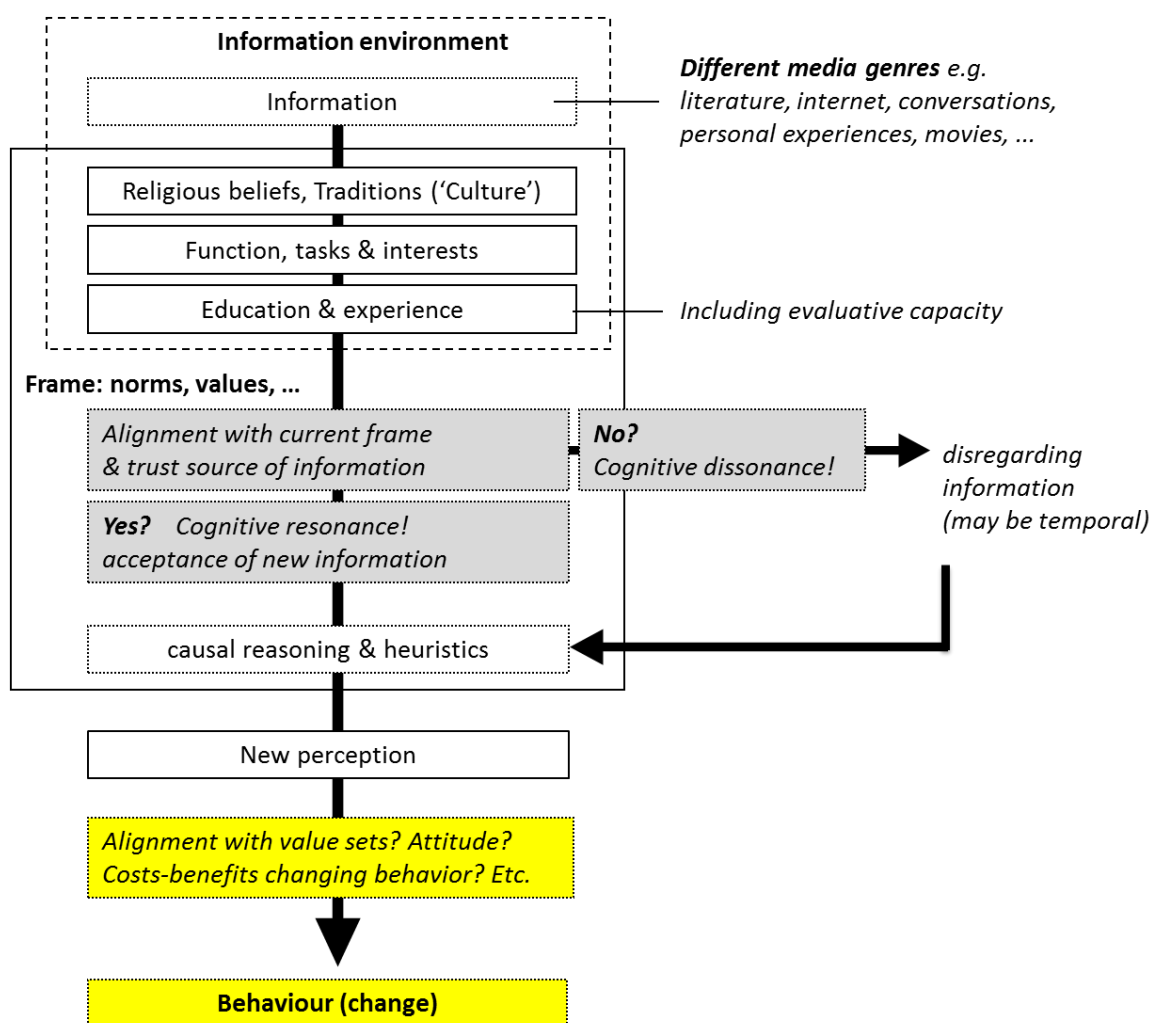 Information environment
Information
Different media genres e.g.
literature, internet, conversations,
personal experiences, movies, ...
Religious beliefs, Traditions (‘Culture’)
Function, tasks & interests
Education & experience
Including evaluative capacity
Frame: norms, values, ...
Alignment with current frame
& trust source of information
No?
Cognitive dissonance!
disregarding
information
(may be temporal)
Yes? Cognitive resonance!
acceptance of new information
causal reasoning & heuristics
New perception
Alignment with value sets? Attitude?
Costs-benefits changing behavior? Etc.
Behaviour (change)